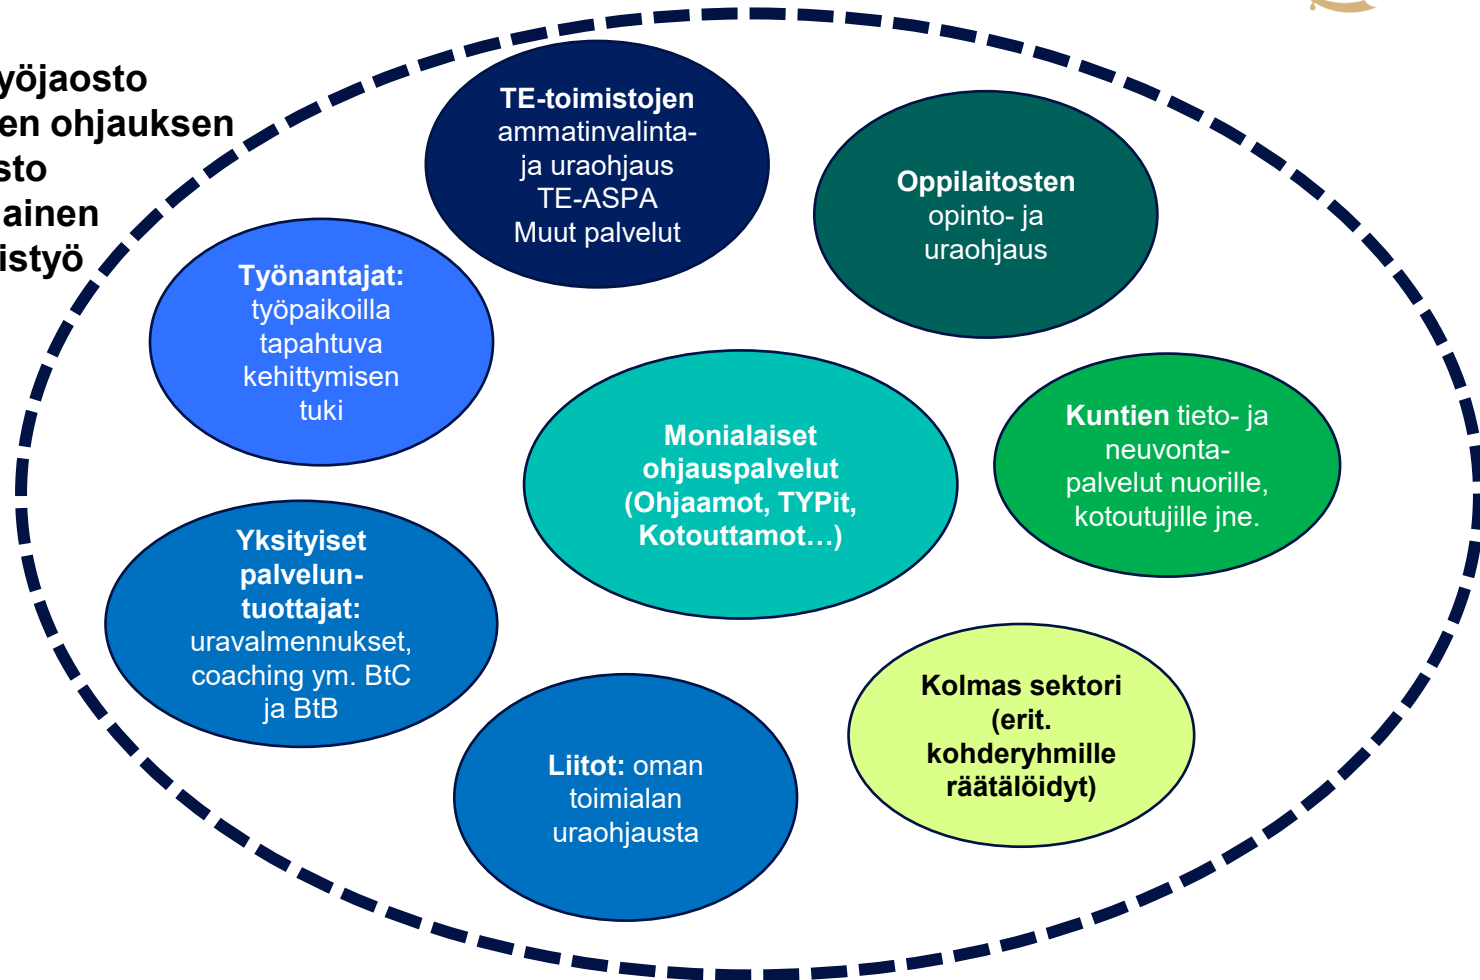 yöjaosto
en ohjauksen
sto
ainen
istyö
TE-toimistojen
ammatinvalinta-
ja uraohjaus
TE-ASPA
Muut palvelut
Oppilaitosten
opinto- ja
uraohjaus
Työnantajat:
työpaikoilla
tapahtuva
kehittymisen
tuki
Monialaiset
ohjauspalvelut
(Ohjaamot, TYPit,
Kotouttamot…)
Kuntien tieto- ja
neuvonta-
palvelut nuorille,
kotoutujille jne.
Yksityiset
palvelun-
tuottajat:
uravalmennukset,
coaching ym. BtC
ja BtB
Kolmas sektori
(erit.
kohderyhmille
räätälöidyt)
Liitot: oman
toimialan
uraohjausta